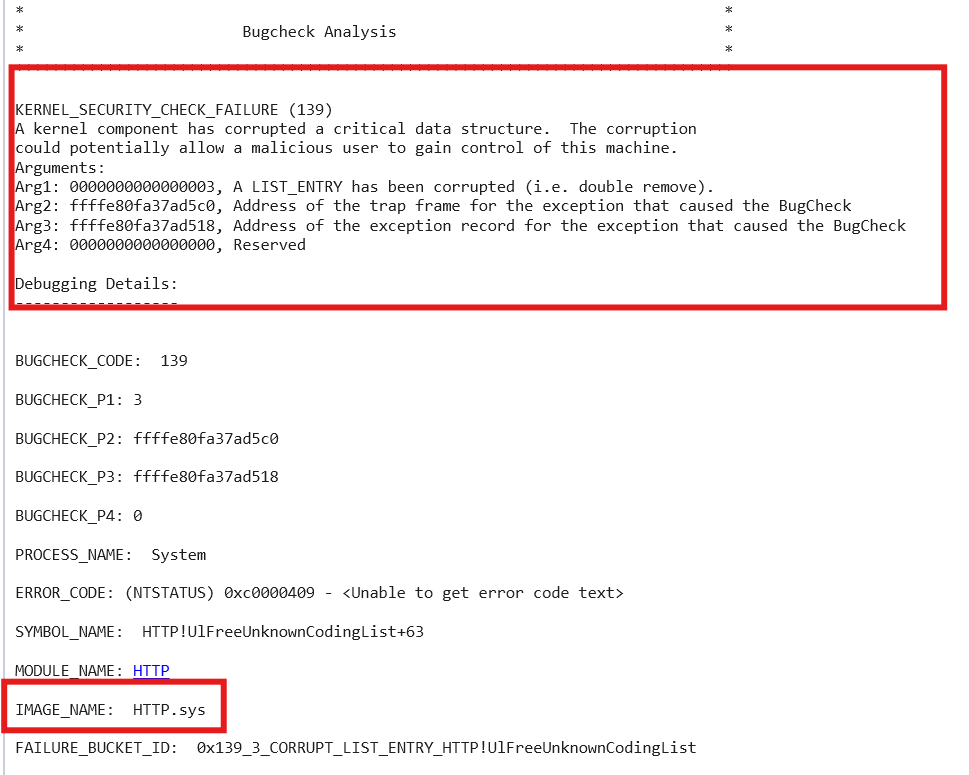 * *
* Bugcheck Analysis *
* *
*******************************************************************************
KERNEL_SECURITY_CHECK_FAILURE (139)
A kernel component has corrupted a critical data structure.  The corruption
could potentially allow a malicious user to gain control of this machine.
Arguments:
Arg1: 0000000000000003, A LIST_ENTRY has been corrupted (i.e. double remove).
Arg2: ffffe80fa37ad5c0, Address of the trap frame for the exception that caused the BugCheck
Arg3: ffffe80fa37ad518, Address of the exception record for the exception that caused the BugCheck
Arg4: 0000000000000000, Reserved
Debugging Details:
------------------
BUGCHECK_CODE:  139
BUGCHECK_P1: 3
BUGCHECK_P2: ffffe80fa37ad5c0
BUGCHECK_P3: ffffe80fa37ad518
BUGCHECK_P4: 0
PROCESS_NAME:  System
ERROR_CODE: (NTSTATUS) 0xc0000409 - <Unable to get error code text>
SYMBOL_NAME:  HTTP!UlFreeUnknownCodingList+63
MODULE_NAME: HTTP
IMAGE_NAME:  HTTP.sys
FAILURE_BUCKET_ID:  0x139_3_CORRUPT_LIST_ENTRY_HTTP!UlFreeUnknownCodingList